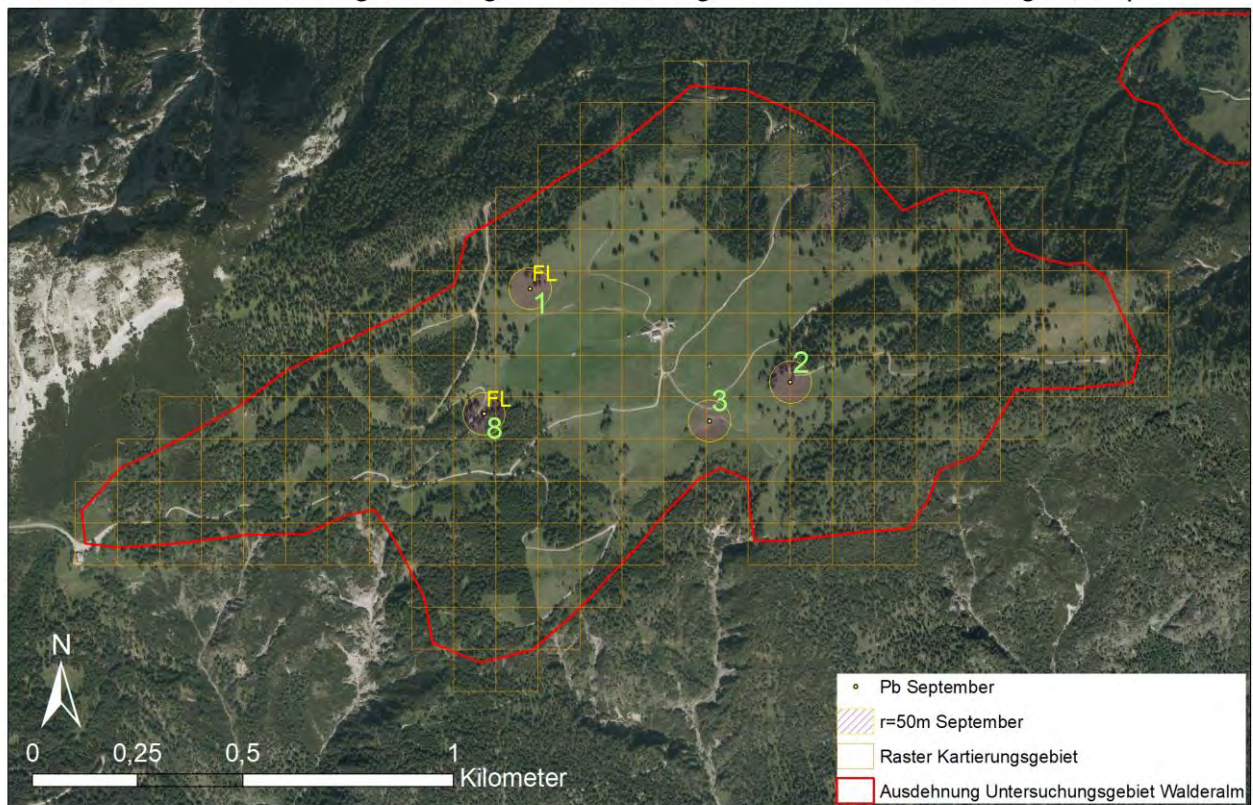 FL
1
2
FL
3
8
N
0 0,25 0,5 1
Kilometer
Pb September
r=50m September
Raster Kartierungsgebiet
Ausdehnung Untersuchungsgebiet Walderalm